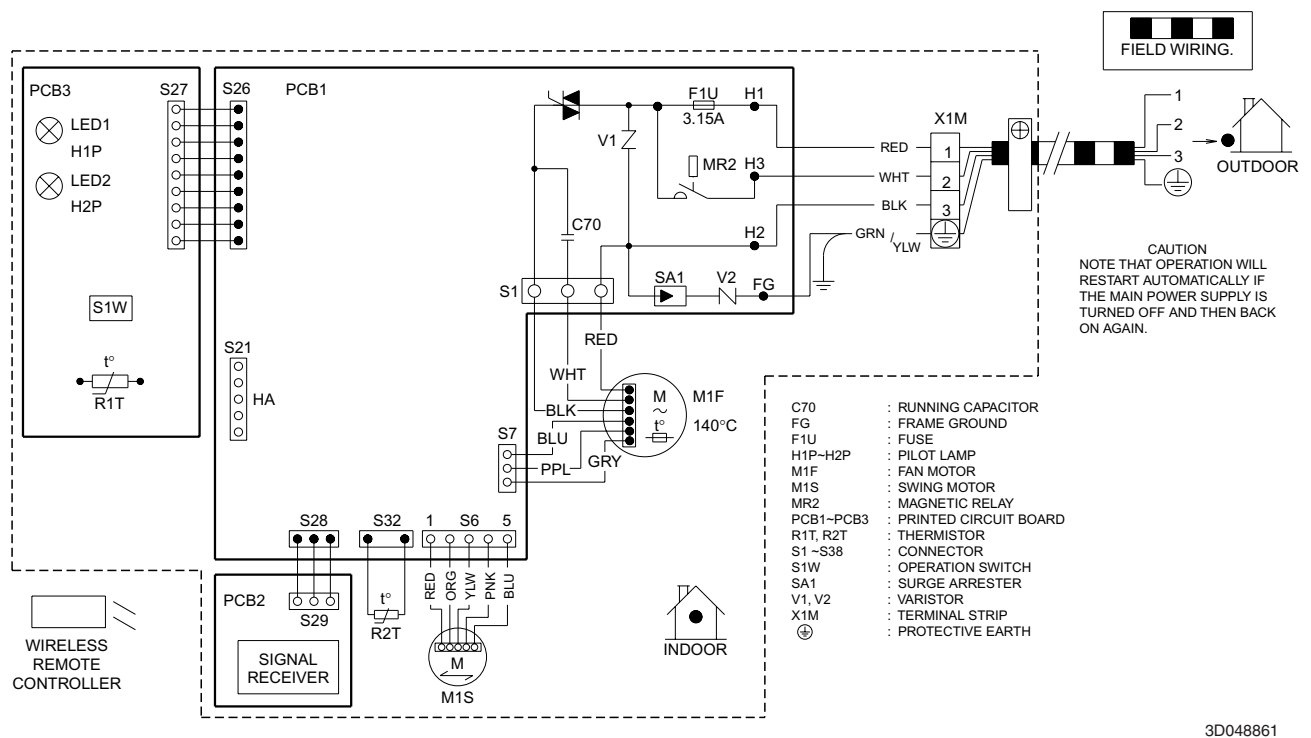 FIELD WIRING.
PCB3
S27
S26
PCB1
LED1
H1P
LED2
H2P
F1U
H1
3.15A
V1
MR2
H3
X1M
RED
1
WHT
2
BLK
3
GRN
/YLW
1
2
3
OUTDOOR
C70
H2
S1
SA1
V2
FG
CAUTION
NOTE THAT OPERATION WILL
RESTART AUTOMATICALLY IF
THE MAIN POWER SUPPLY IS
TURNED OFF AND THEN BACK
ON AGAIN.
S1W
t°
R1T
S21
HA
RED
WHT
BLK
BLU
PPL
GRY
S7
M
~
t°
M1F
140°C
C70 : RUNNING CAPACITOR
FG : FRAME GROUND
F1U : FUSE
H1P~H2P : PILOT LAMP
M1F : FAN MOTOR
M1S : SWING MOTOR
MR2 : MAGNETIC RELAY
PCB1~PCB3 : PRINTED CIRCUIT BOARD
R1T, R2T : THERMISTOR
S1 ~S38 : CONNECTOR
S1W : OPERATION SWITCH
SA1 : SURGE ARRESTER
V1, V2 : VARISTOR
X1M : TERMINAL STRIP
: PROTECTIVE EARTH
S28
S32
1 S6 5
RED
ORG
YLW
PNK
BLU
PCB2
S29
t°
R2T
SIGNAL
RECEIVER
M
M1S
INDOOR
WIRELESS
REMOTE
CONTROLLER
3D048861